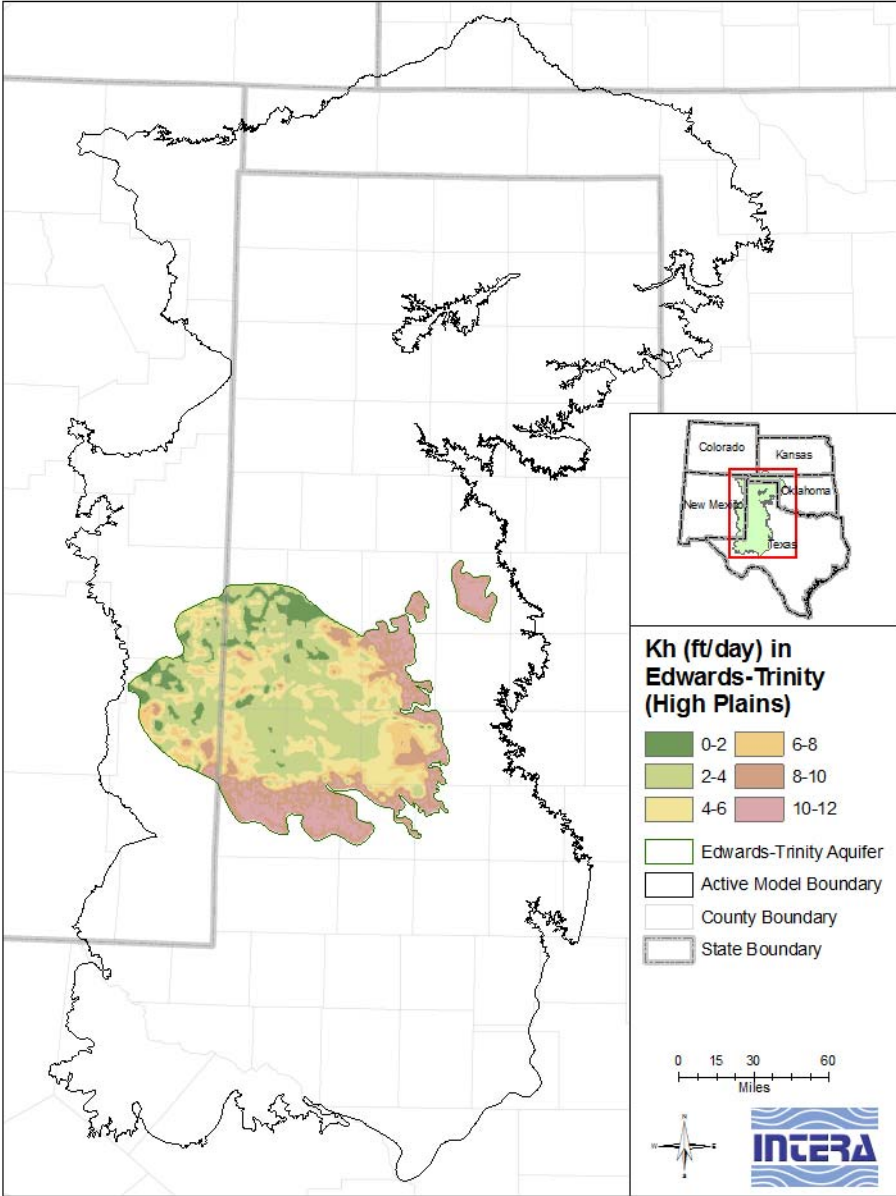 Colorado
Kansas
New Mexico
Oklahoma
Texas
Kh (ft/day) in
Edwards-Trinity
(High Plains)
0-2
6-8
2-4
8-10
4-6
10-12
Edwards-Trinity Aquifer
Active Model Boundary
County Boundary
State Boundary
0 15 30 60
Miles
N
W E
S
INTERA